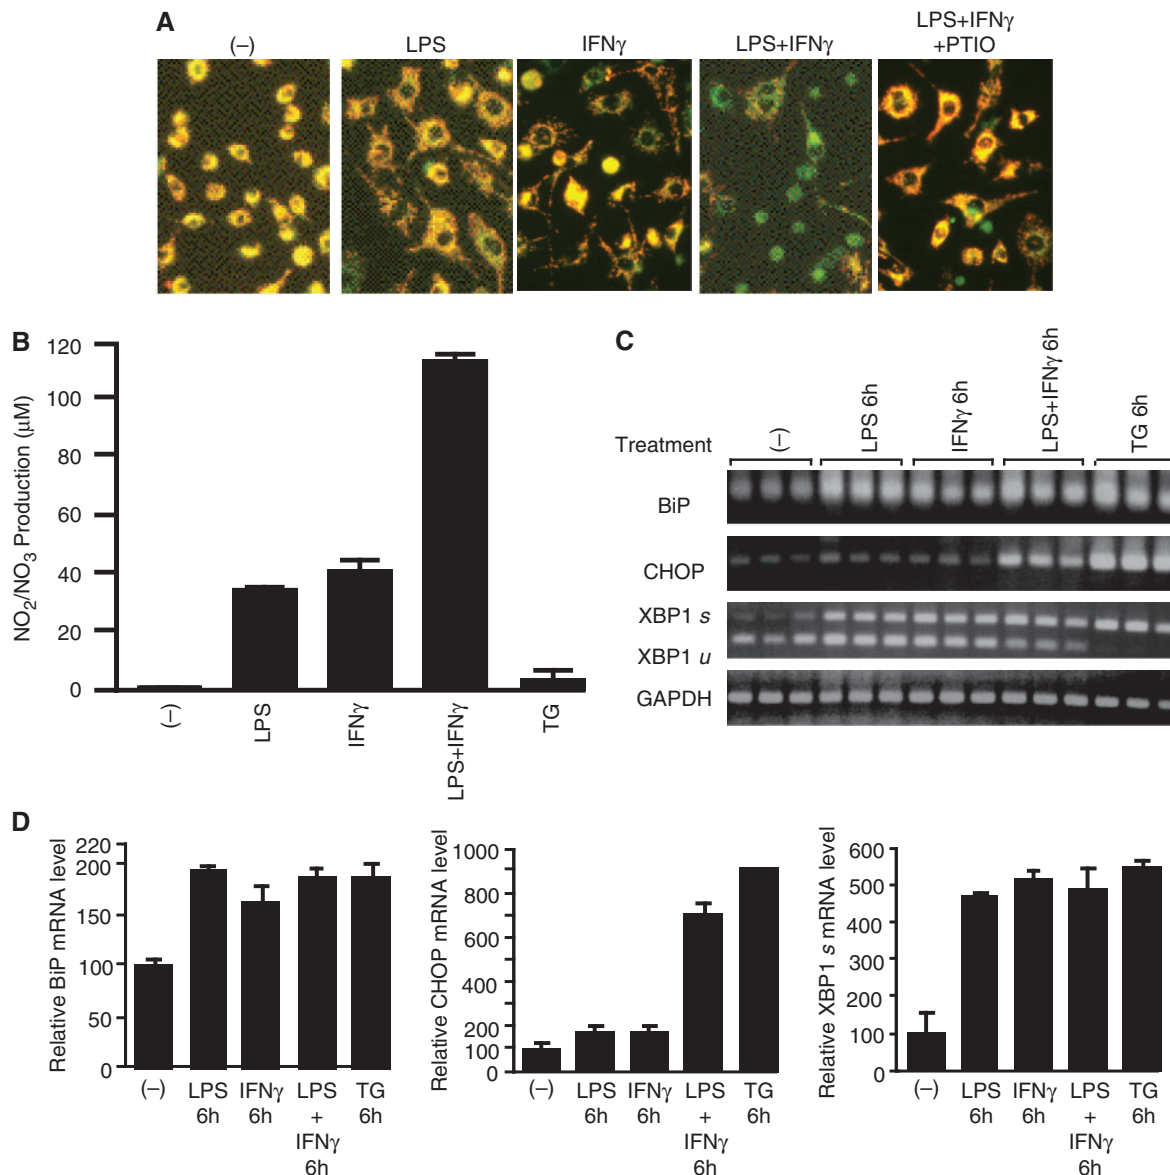 A
(–)
LPS
IFNγ
LPS+IFNγ
LPS+IFNγ
+PTIO
B
NO2/NO3 Production (μM)
120
100
80
60
40
20
0
(–)
LPS
IFNγ
LPS+IFNγ
TG
C
Treatment
(–)
LPS 6h
IFNγ 6h
LPS+IFNγ 6h
TG 6h
BiP
CHOP
XBP1 s
XBP1 u
GAPDH
D
Relative BiP mRNA level
220
200
150
100
50
0
(–)
LPS
6h
IFNγ
6h
LPS
+
IFNγ
6h
TG
6h
Relative CHOP mRNA level
1000
800
600
400
200
100
0
(–)
LPS
6h
IFNγ
6h
LPS
+
IFNγ
6h
TG
6h
Relative XBP1 s mRNA level
600
500
400
300
200
100
0
(–)
LPS
6h
IFNγ
6h
LPS
+
IFNγ
6h
TG
6h